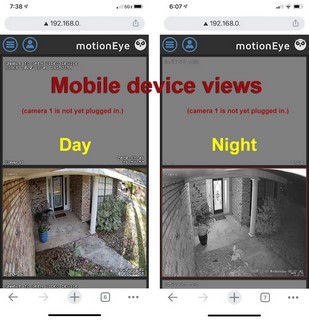 7:38
6:07
192.168.0.
192.168.0.
motionEye
motionEye
Mobile device views
(camera 1 is not yet plugged in.)
(camera 1 is not yet plugged in.)
Day
Night
6
7